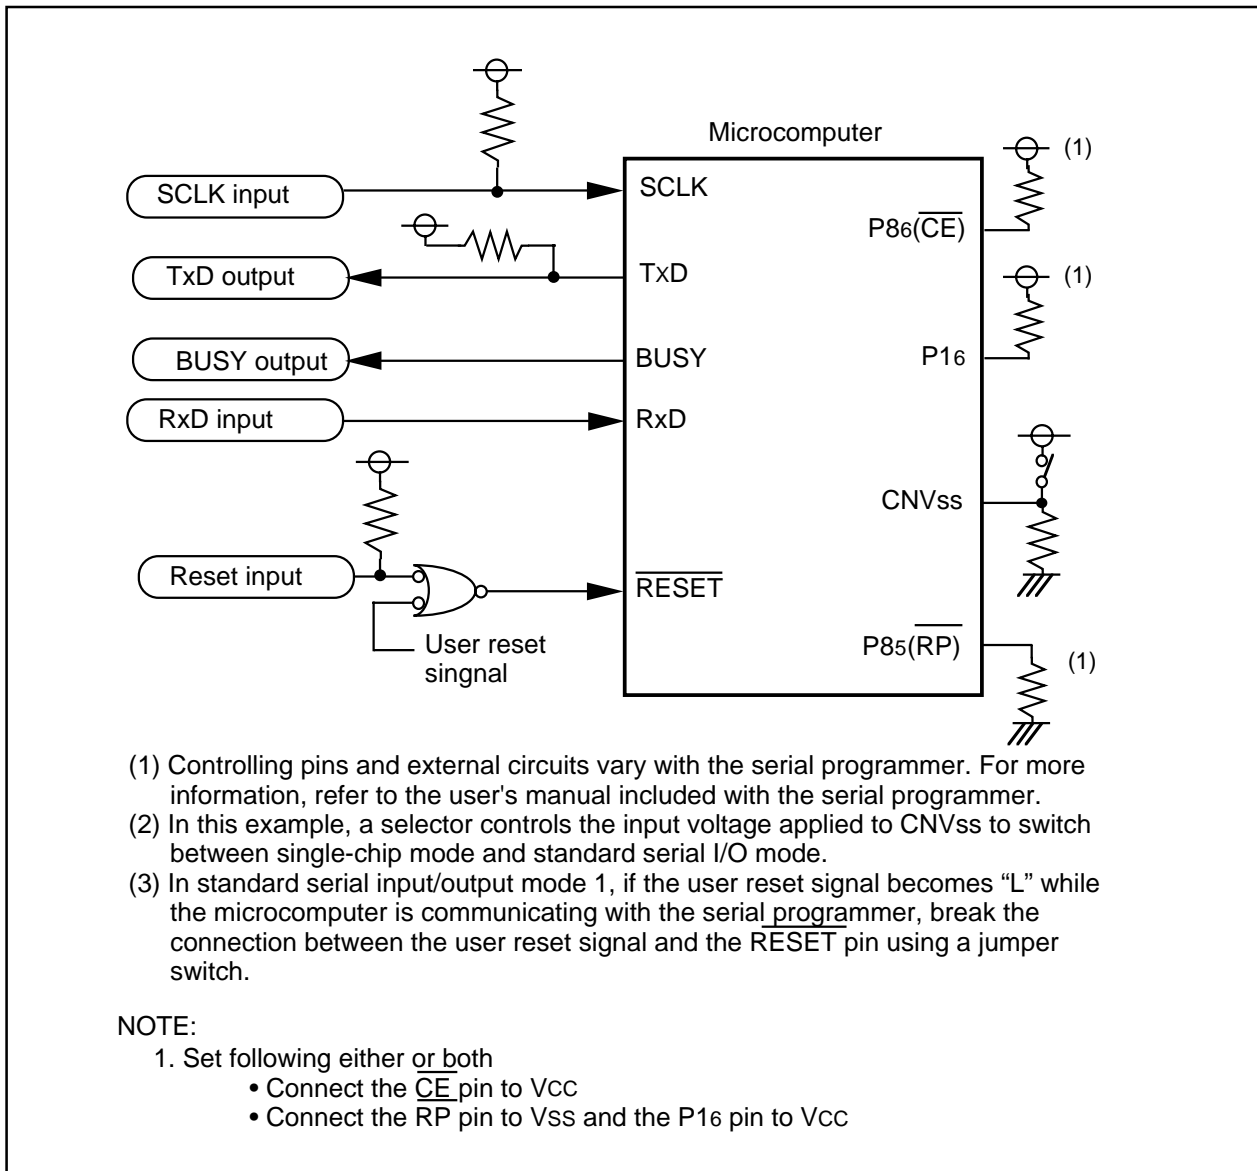 Microcomputer
SCLK input
SCLK
(1)
P86(CE)
TxD output
TxD
(1)
BUSY output
BUSY
P16
RxD input
RxD
CNVss
Reset input
RESET
User reset
singnal
P85(RP)
(1)
(1) Controlling pins and external circuits vary with the serial programmer. For more
information, refer to the user's manual included with the serial programmer.
(2) In this example, a selector controls the input voltage applied to CNVss to switch
between single-chip mode and standard serial I/O mode.
(3) In standard serial input/output mode 1, if the user reset signal becomes “L” while
the microcomputer is communicating with the serial programmer, break the
connection between the user reset signal and the RESET pin using a jumper
switch.
NOTE:
1. Set following either or both
• Connect the CE pin to VCC
• Connect the RP pin to VSS and the P16 pin to VCC